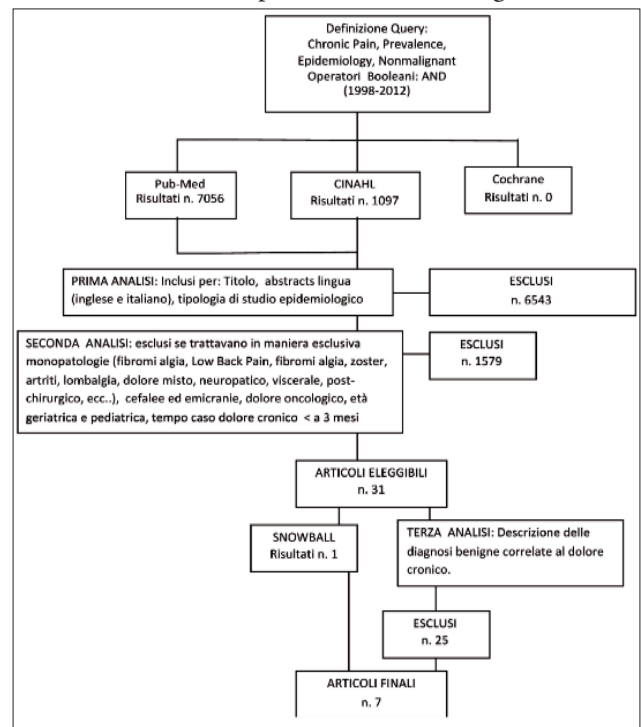 Definizione Query:
Chronic Pain, Prevalence,
Epidemiology, Nonmalignant
Operatori Booleani: AND
(1998-2012)
Pub-Med
Risultati n. 7056
CINAHL
Risultati n. 1097
Cochrane
Risultati n. 0
PRIMA ANALISI: Inclusi per: Titolo, abstracts lingua
(inglese e italiano), tipologia di studio epidemiologico
ESCLUSI
n. 6543
SECONDA ANALISI: esclusi se trattavano in maniera esclusiva
monopatologie (fibromi algia, Low Back Pain, fibromi algia, zoster,
artriti, lombalgia, dolore misto, neuropatico, viscerale, post-
chirurgico, ecc..), cefalee ed emicranie, dolore oncologico, età
geriatrica e pediatrica, tempo caso dolore cronico < a 3 mesi
ESCLUSI
n. 1579
ARTICOLI ELEGGIBILI
n. 31
SNOWBALL
Risultati n. 1
TERZA ANALISI: Descrizione delle
diagnosi benigne correlate al dolore
cronico.
ESCLUSI
n. 25
ARTICOLI FINALI
n. 7